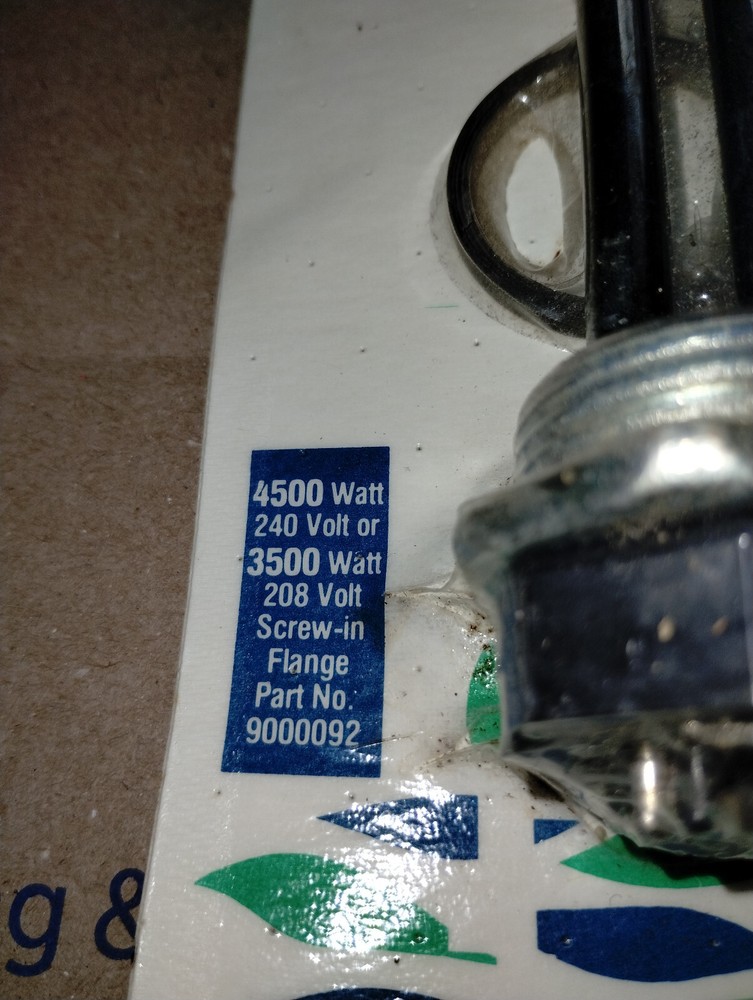 4500 Watt
240 Volt or
3500 Watt
208 Volt
Screw-in
Flange
Part No.
9000092
g &